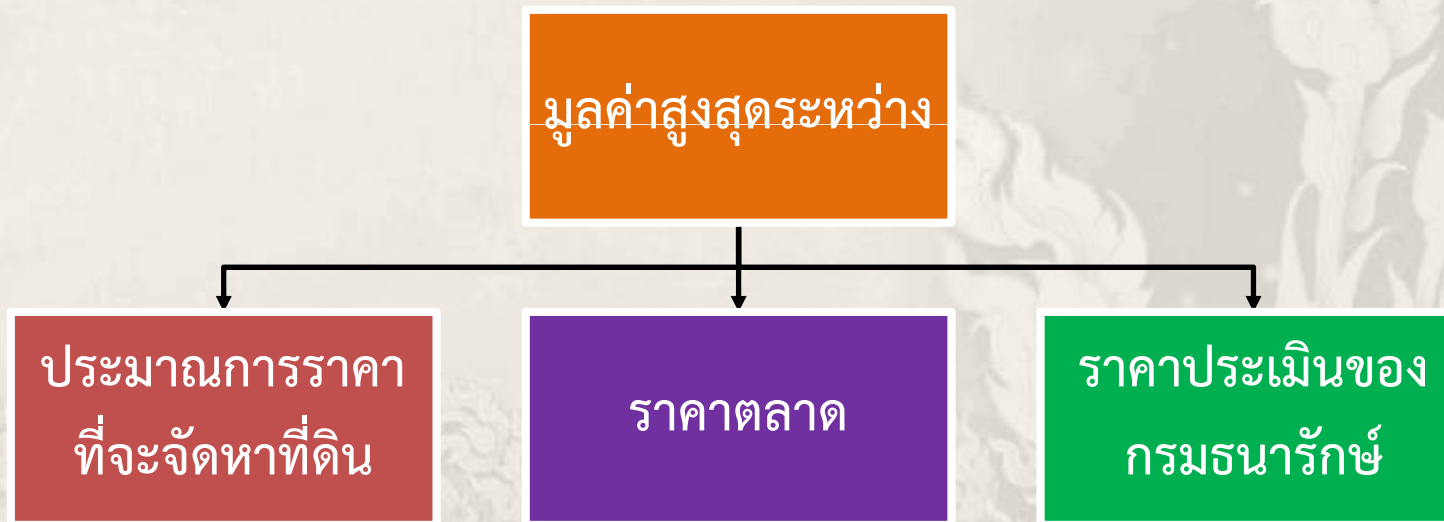 มูลค่าสูงสุดระหว่าง
ประมาณการราคา
ที่จะจัดหาที่ดิน
ราคาตลาด
ราคาประเมินของ
กรมธนารักษ์